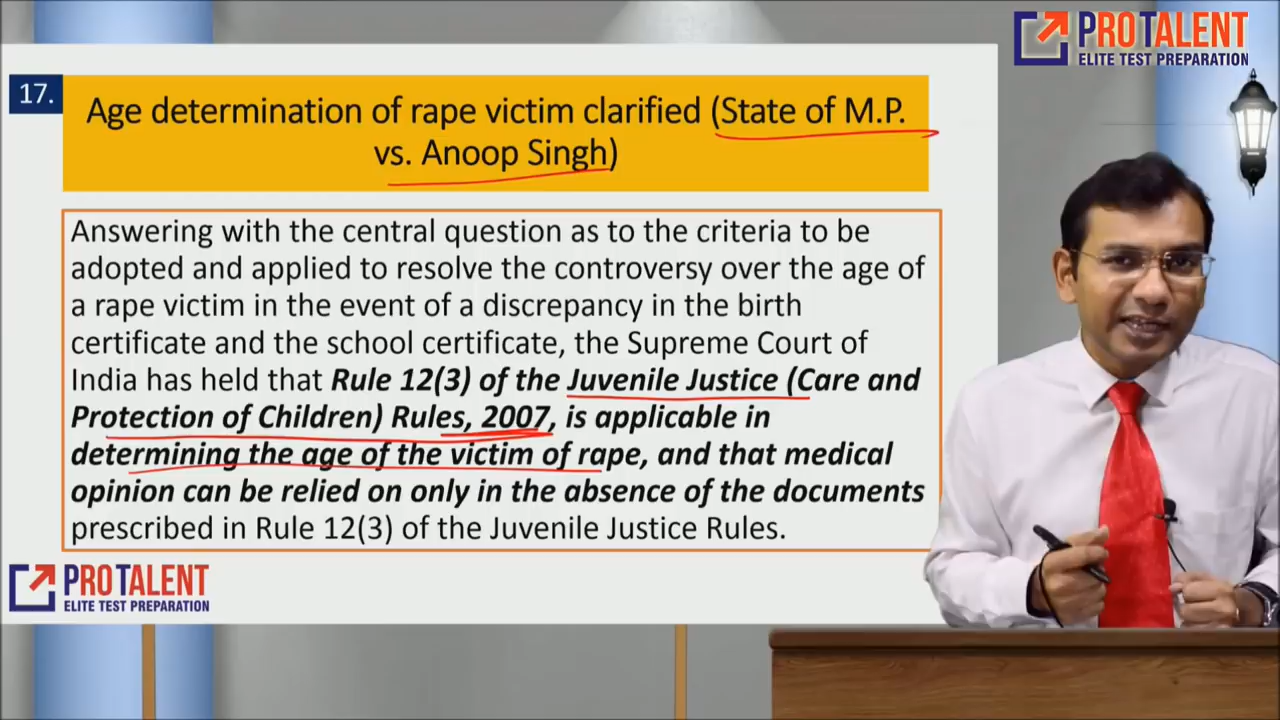 PROTALENT
ELITE TEST PREPARATION
17.
Age determination of rape victim clarified (State of M.P.
vs. Anoop Singh)
Answering with the central question as to the criteria to be
adopted and applied to resolve the controversy over the age of
a rape victim in the event of a discrepancy in the birth
certificate and the school certificate, the Supreme Court of
India has held that Rule 12(3) of the Juvenile Justice (Care and
Protection of Children) Rules, 2007, is applicable in
determining the age of the victim of rape, and that medical
opinion can be relied on only in the absence of the documents
prescribed in Rule 12(3) of the Juvenile Justice Rules.
PROTALENT
ELITE TEST PREPARATION